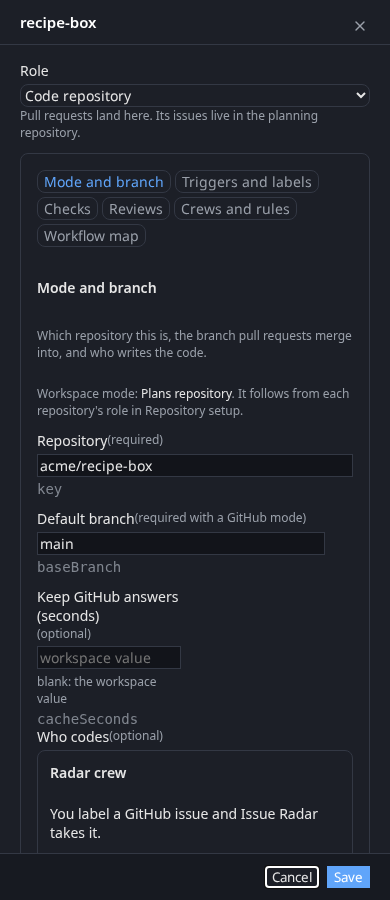 recipe-box
×
Role
Code repository
Pull requests land here. Its issues live in the planning
repository.
Mode and branch
Triggers and labels
Checks
Reviews
Crews and rules
Workflow map
Mode and branch
Which repository this is, the branch pull requests merge
into, and who writes the code.
Workspace mode: Plans repository. It follows from each
repository's role in Repository setup.
Repository(required)
acme/recipe-box
key
Default branch(required with a GitHub mode)
main
baseBranch
Keep GitHub answers
(seconds)
(optional)
workspace value
blank: the workspace
value
cacheSeconds
Who codes(optional)
Radar crew
You label a GitHub issue and Issue Radar
takes it.
Cancel
Save